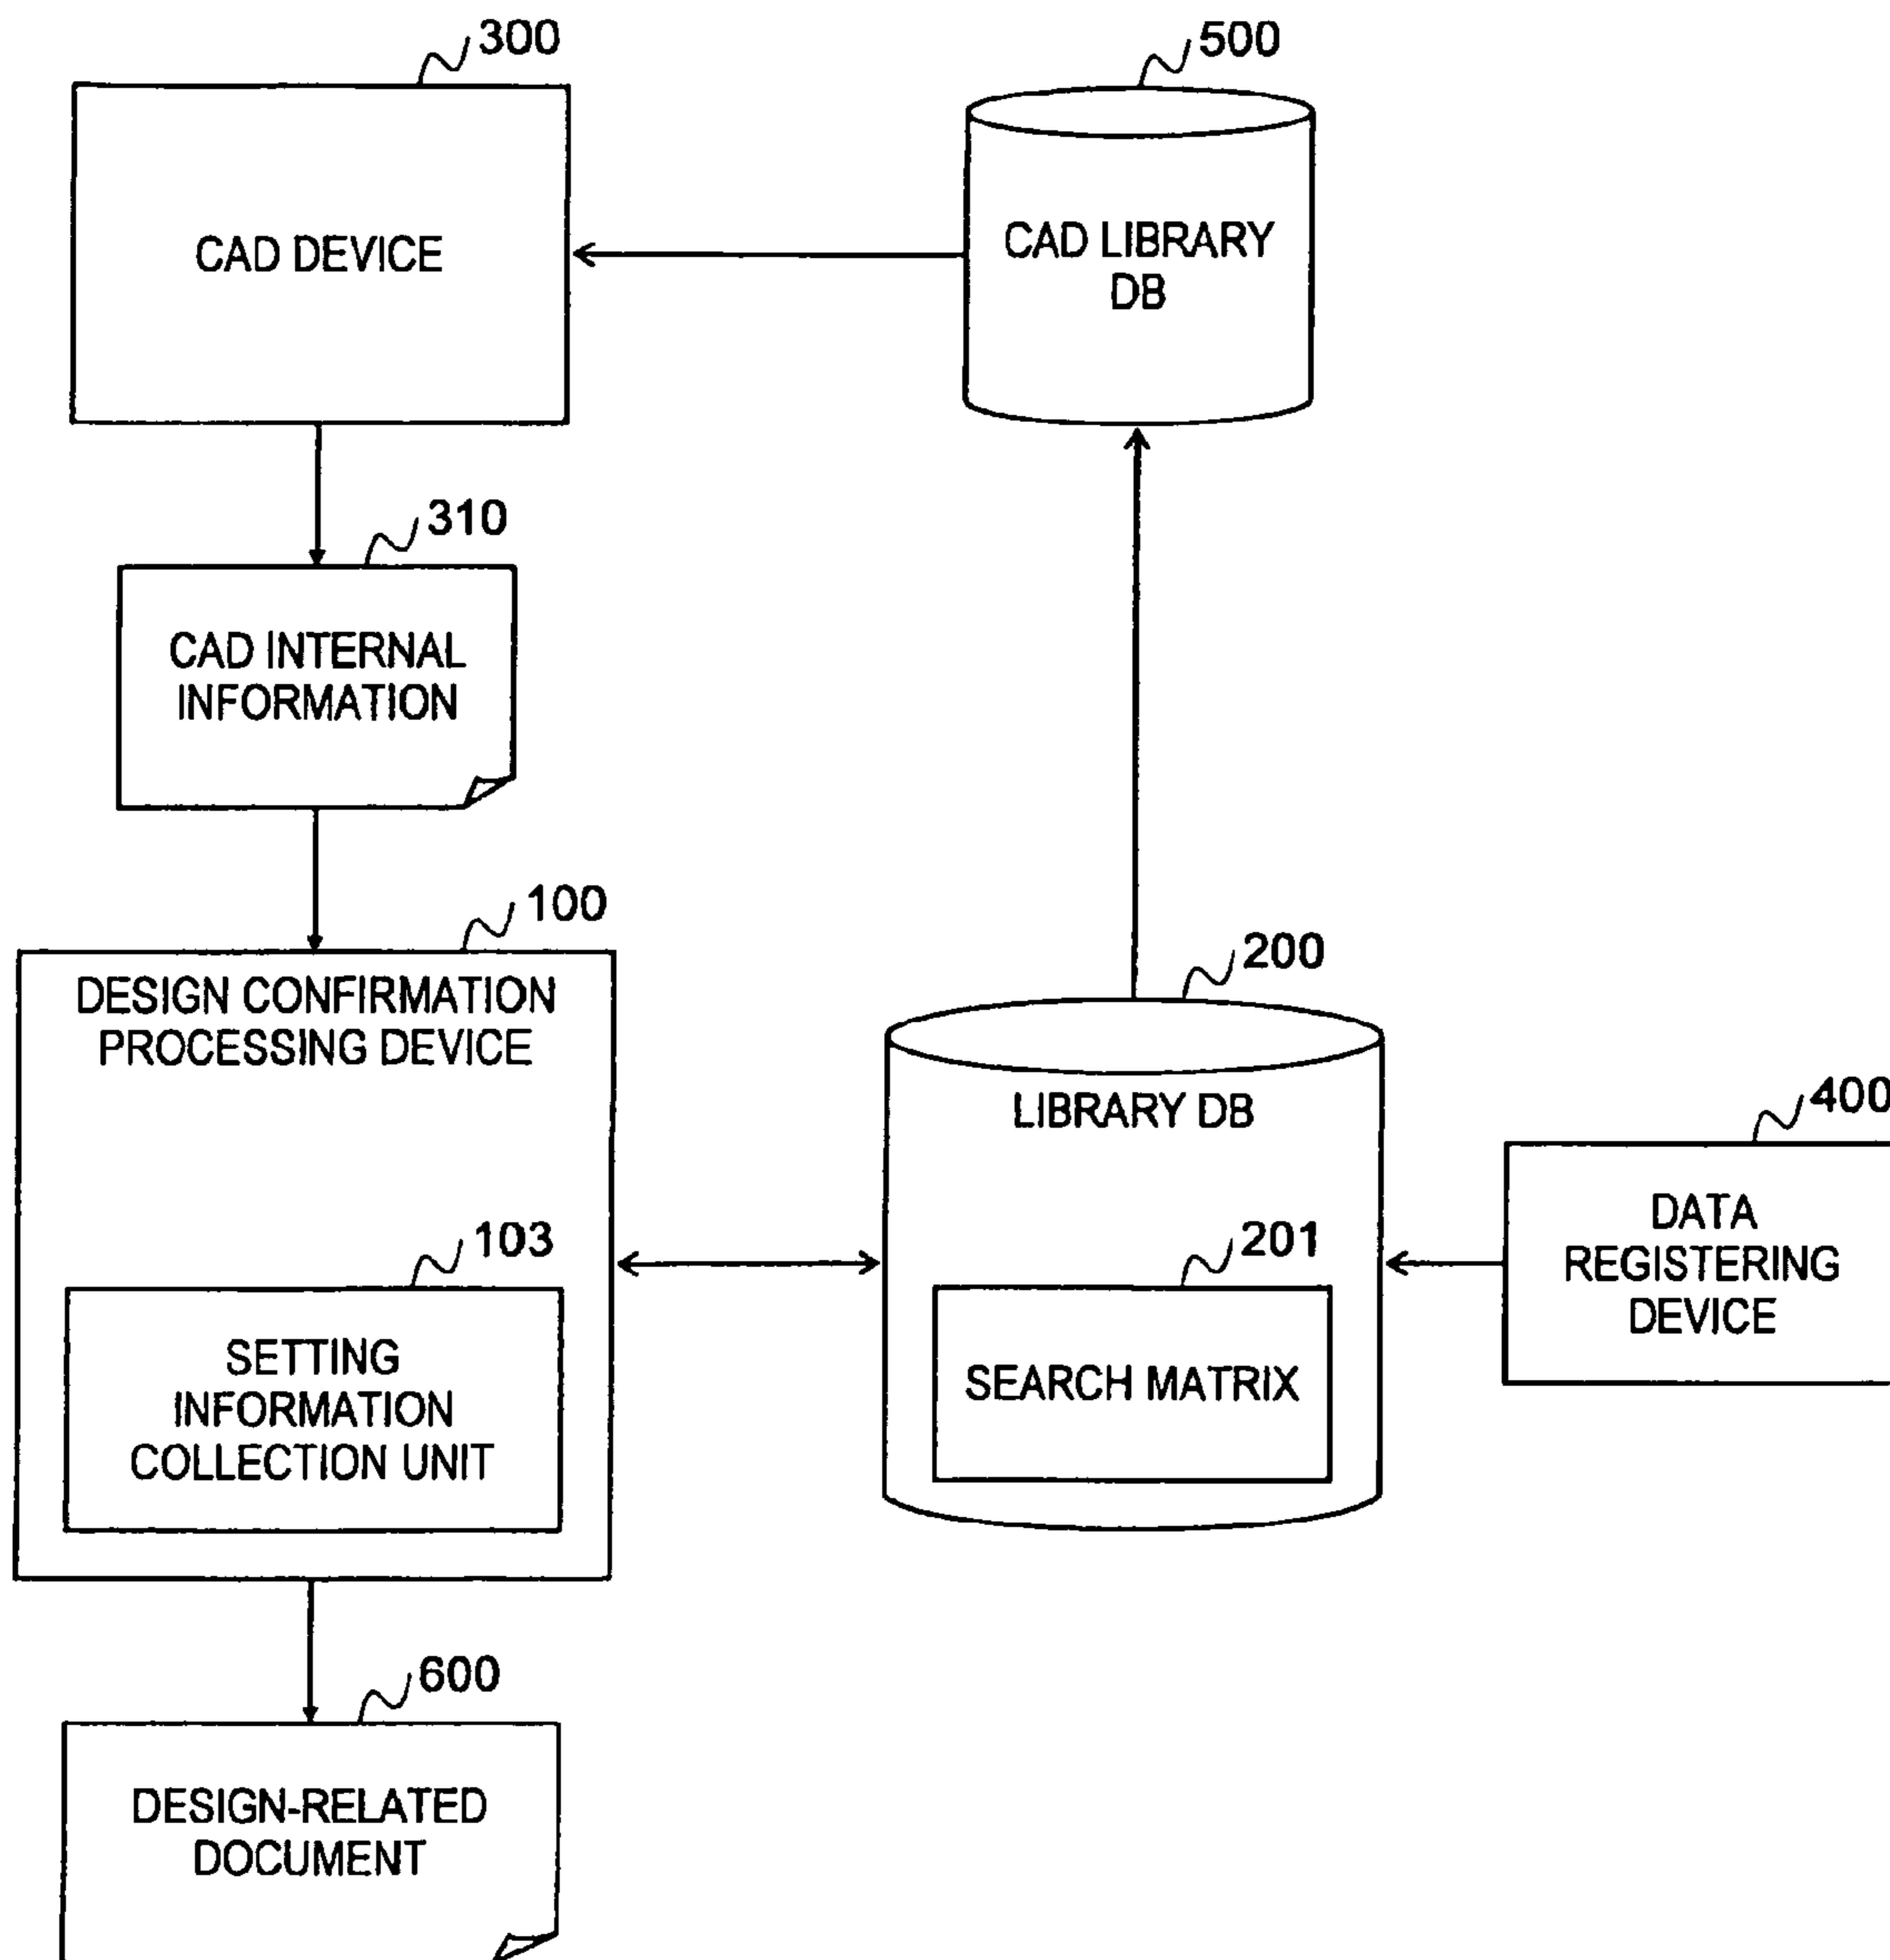 300
CAD DEVICE
500
CAD LIBRARY
DB
310
CAD INTERNAL
INFORMATION
100
DESIGN CONFIRMATION
PROCESSING DEVICE
103
SETTING
INFORMATION
COLLECTION UNIT
200
LIBRARY DB
201
SEARCH MATRIX
400
DATA
REGISTERING
DEVICE
600
DESIGN-RELATED
DOCUMENT